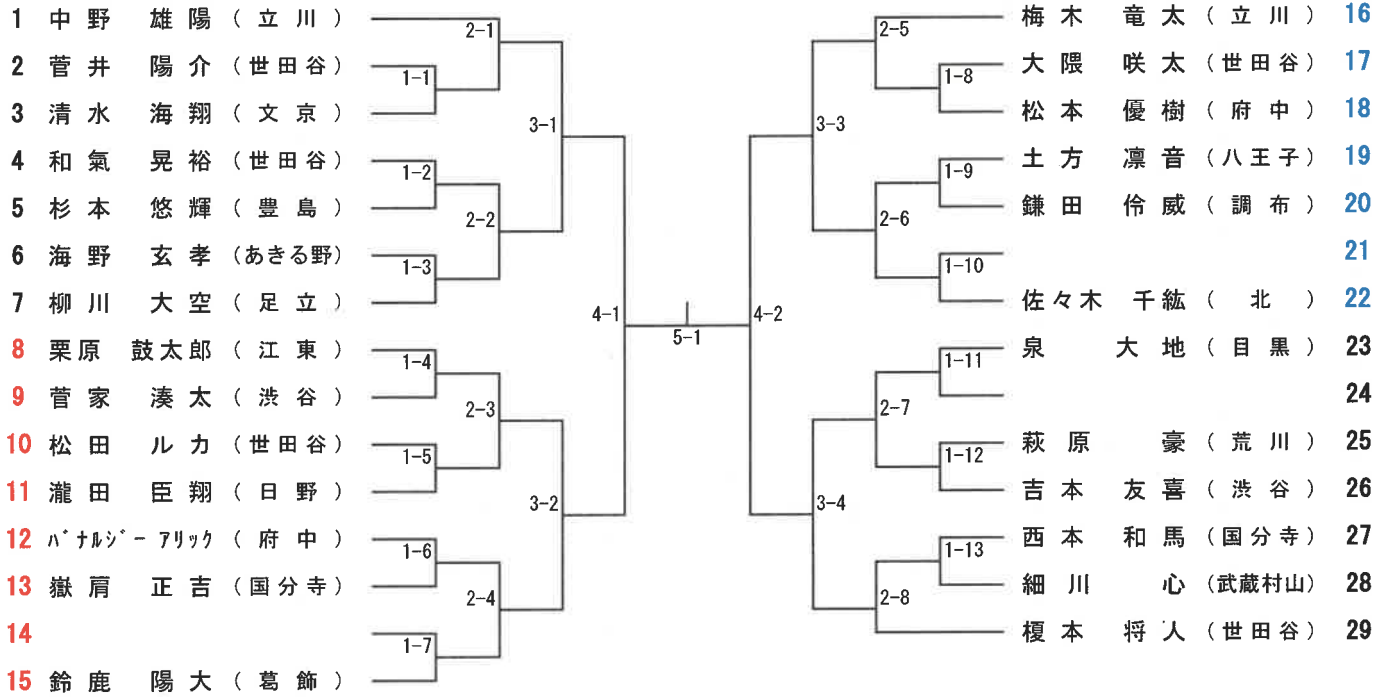 1 中野 雄陽 (立川)
2 菅井 陽介 (世田谷)
3 清水 海翔 (文京)
4 和氣 晃裕 (世田谷)
5 杉本 悠輝 (豊島)
6 海野 玄孝 (あきる野)
7 柳川 大空 (足立)
8 栗原 鼓太郎 (江東)
9 菅家 湊太 (渋谷)
10 松田 ルカ (世田谷)
11 瀧田 臣翔 (日野)
12 バナルジー アリック (府中)
13 嶽肩 正吉 (国分寺)
14
15 鈴鹿 陽大 (葛飾)
2-1
1-1
3-1
1-2
2-2
1-3
4-1
1-4
2-3
1-5
3-2
1-6
2-4
1-7
5-1
2-5
1-8
3-3
1-9
2-6
1-10
4-2
1-11
2-7
1-12
3-4
1-13
2-8
梅木 竜太 (立川) 16
大隈 咲太 (世田谷) 17
松本 優樹 (府中) 18
土方 凛音 (八王子) 19
鎌田 伶威 (調布) 20
21
佐々木 千紘 (北) 22
泉 大地 (目黒) 23
24
萩原 豪 (荒川) 25
吉本 友喜 (渋谷) 26
西本 和馬 (国分寺) 27
細川 心 (武蔵村山) 28
榎本 将人 (世田谷) 29